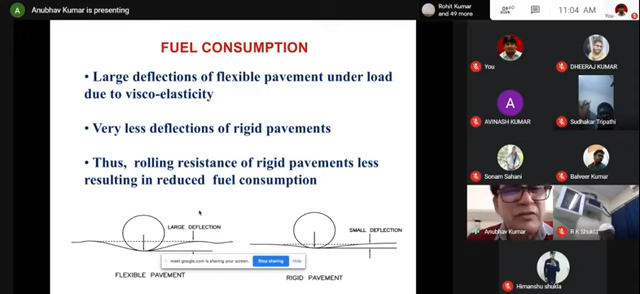 A Anubhav Kumar is presenting
Rohit Kumar
and 49 more
11:04 AM
You
FUEL CONSUMPTION
• Large deflections of flexible pavement under load
due to visco-elasticity
• Very less deflections of rigid pavements
• Thus, rolling resistance of rigid pavements less
resulting in reduced fuel consumption
LARGE DEFLECTION
SMALL DEFLECTION
meet.google.com is sharing your screen.
Stop sharing
Hide
FLEXIBLE PAVEMENT
RIGID PAVEMENT
You
DHEERAJ KUMAR
A
AVINASH KUMAR
Sudhakar Tripathi
Sonam Sahani
Balveer Kumar
Anubhav Kumar
R K Shukla
Himanshu shukla